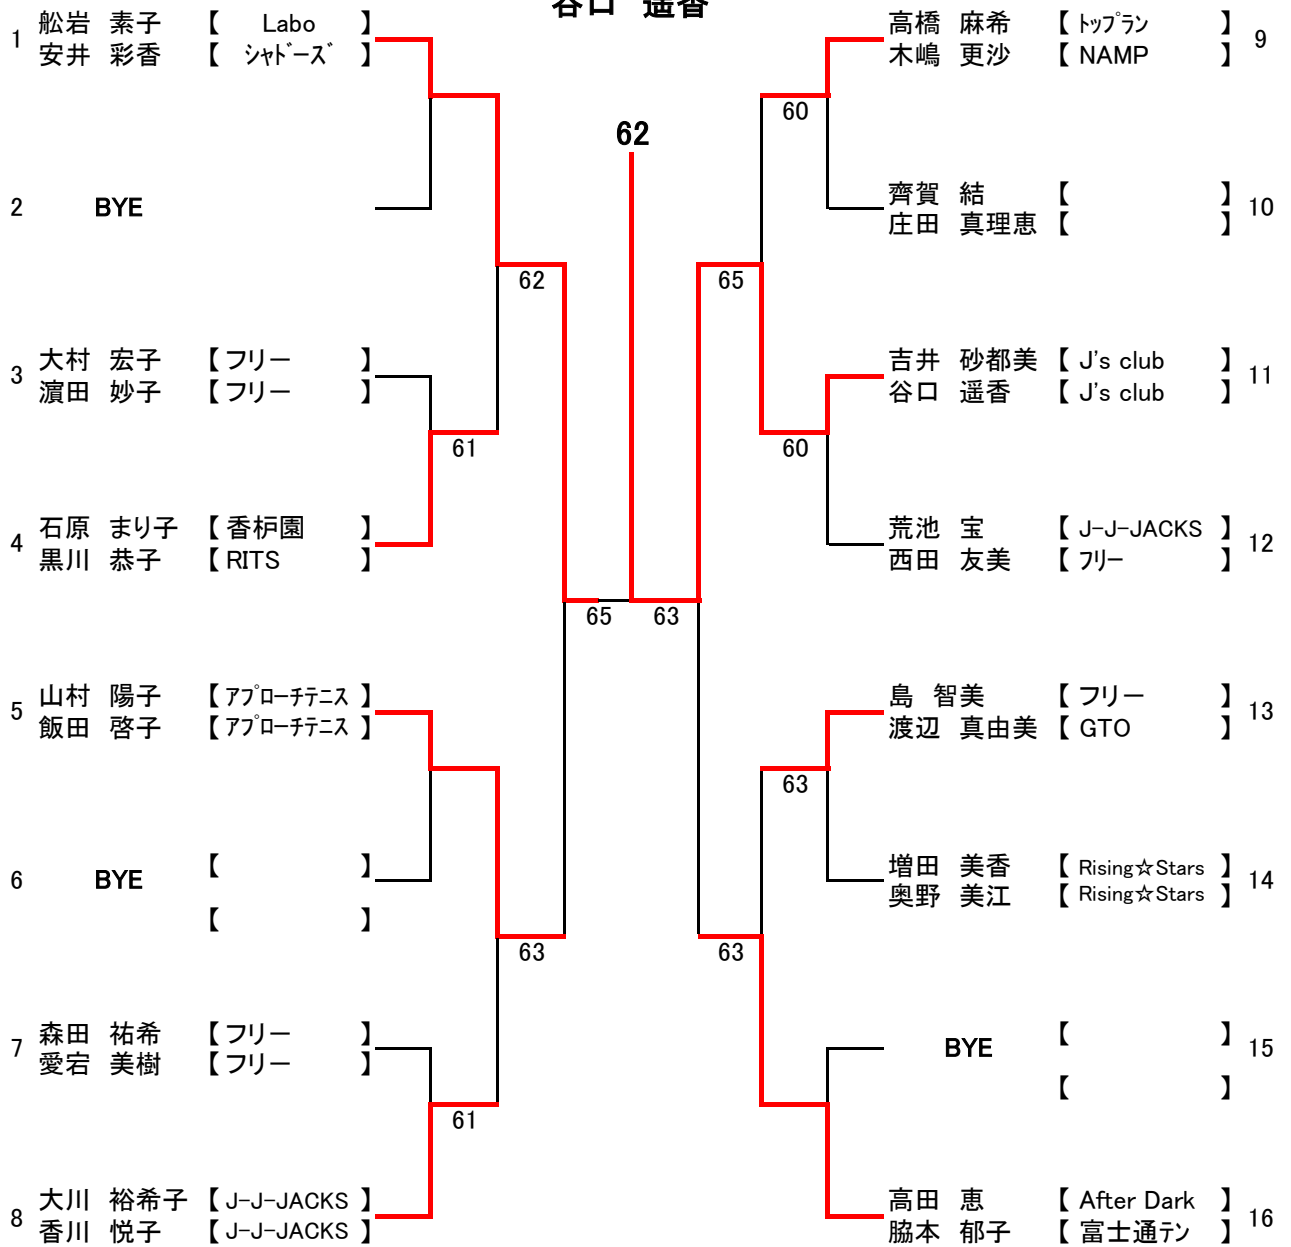 谷口 遥香
1 舩岩 素子 【 Labo 】
安井 彩香 【 シャドーズ 】
2 BYE
3 大村 宏子 【 フリー 】
濵田 妙子 【 フリー 】
4 石原 まり子 【 香枦園 】
黒川 恭子 【 RITS 】
5 山村 陽子 【 アプローチテニス 】
飯田 啓子 【 アプローチテニス 】
6 BYE 【 】
【 】
7 森田 祐希 【 フリー 】
愛宕 美樹 【 フリー 】
8 大川 裕希子 【 J-J-JACKS 】
香川 悦子 【 J-J-JACKS 】
62
61
63
61
65
62
63
60
65
60
63
63
高橋 麻希 【 トップラン 】 9
木嶋 更沙 【 NAMP 】
齊賀 結 【 】 10
庄田 真理恵 【 】
吉井 砂都美 【 J's club 】 11
谷口 遥香 【 J's club 】
荒池 宝 【 J-J-JACKS 】 12
西田 友美 【 フリー 】
島 智美 【 フリー 】 13
渡辺 真由美 【 GTO 】
増田 美香 【 Rising☆Stars 】 14
奥野 美江 【 Rising☆Stars 】
BYE 【 】 15
【 】
高田 恵 【 After Dark 】 16
脇本 郁子 【 富士通テン 】